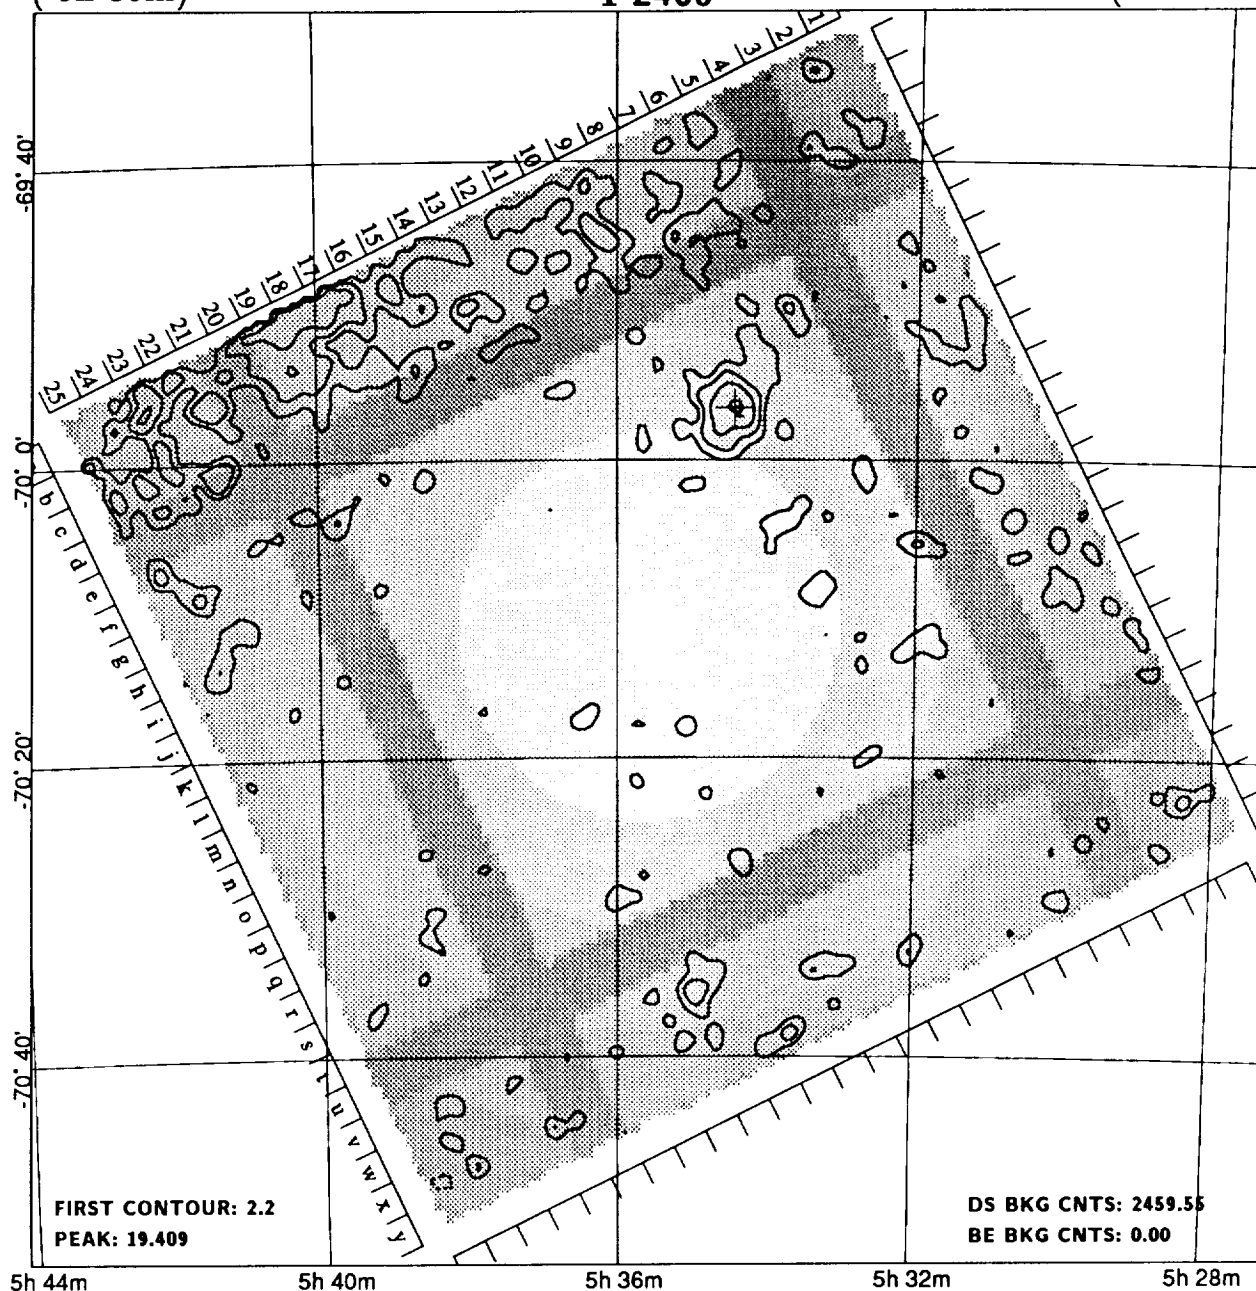 1
2
3
4
5
6
7
8
9
10
11
12
13
14
15
16
17
18
19
20
21
22
23
24
25
-69° 40'
-70° 0'
-70° 20'
-70° 40'
b
c
d
e
f
g
h
i
j
k
l
m
n
o
p
q
r
s
t
u
v
w
x
y
FIRST CONTOUR: 2.2
PEAK: 19.409
DS BKG CNTS: 2459.55
BE BKG CNTS: 0.00
5h 44m
5h 40m
5h 36m
5h 32m
5h 28m